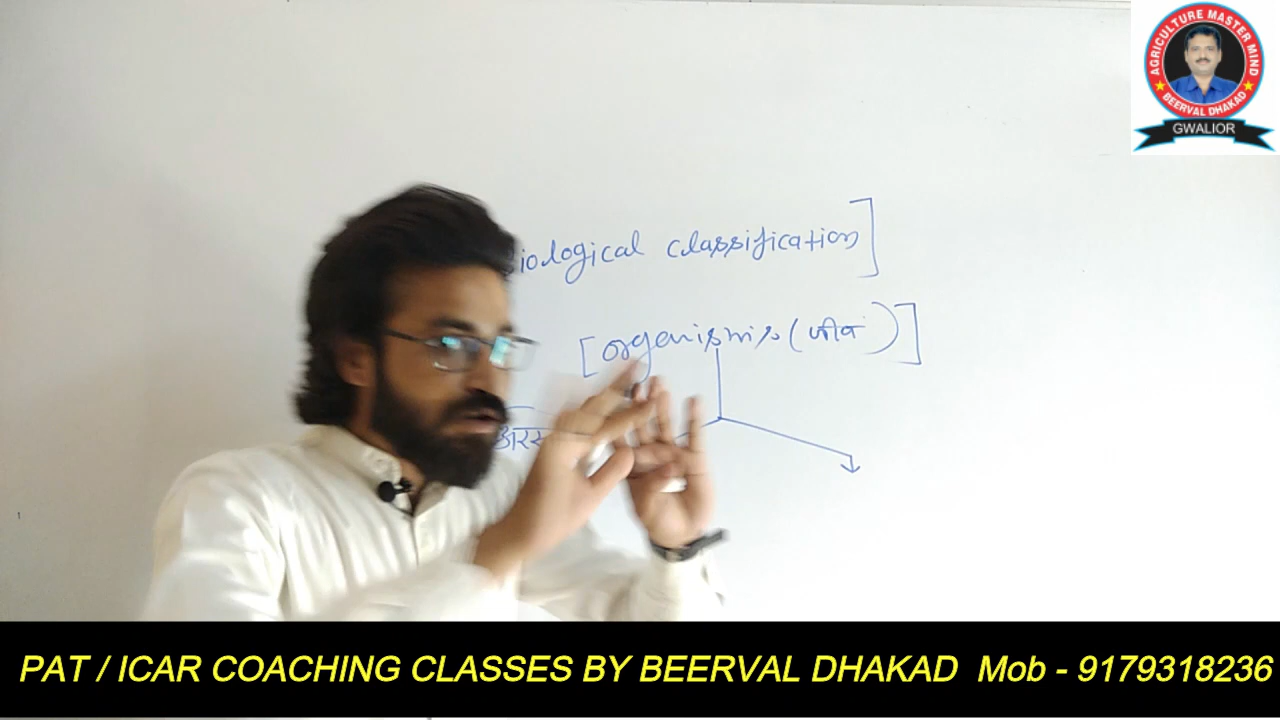 AGRICULTURE MASTER MIND
BEERVAL DHAKAD
GWALIOR
iological classification]
[organisms (जीव)]
PAT / ICAR COACHING CLASSES BY BEERVAL DHAKAD Mob - 9179318236